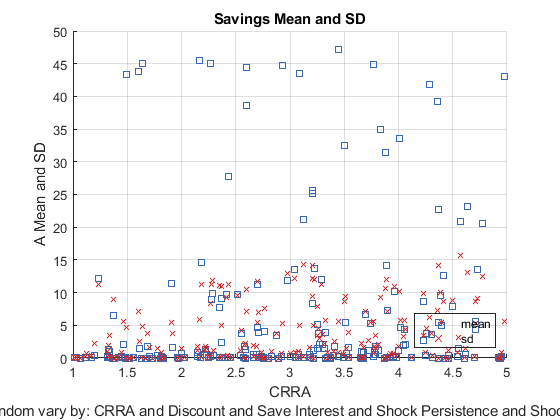 Savings Mean and SD
50
45
40
35
30
25
20
15
10
5
0
A Mean and SD
mean
sd
1 1.5 2 2.5 3 3.5 4 4.5 5
CRRA
vary by: CRRA and Discount and Save Interest and Shock Persistence and